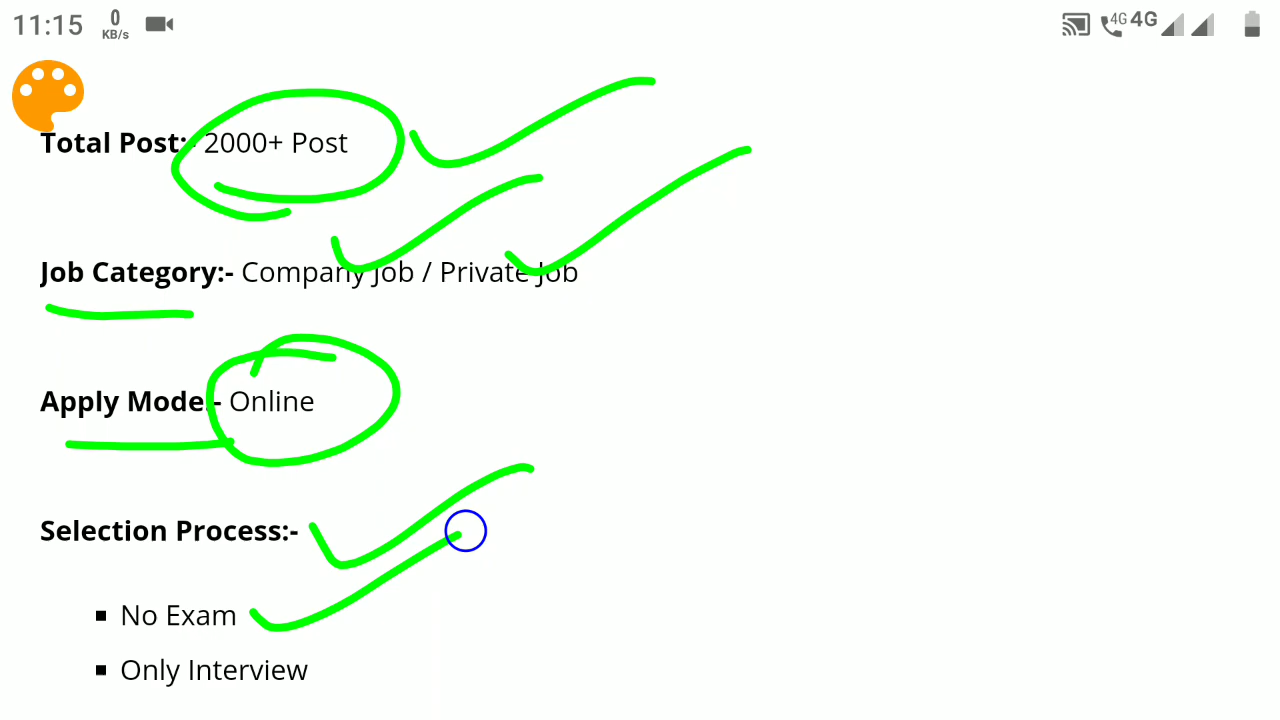 11:15 0 KB/s 4G 4G
Total Post:- 2000+ Post
Job Category:- Company Job / Private Job
Apply Mode:- Online
Selection Process:-
No Exam
Only Interview